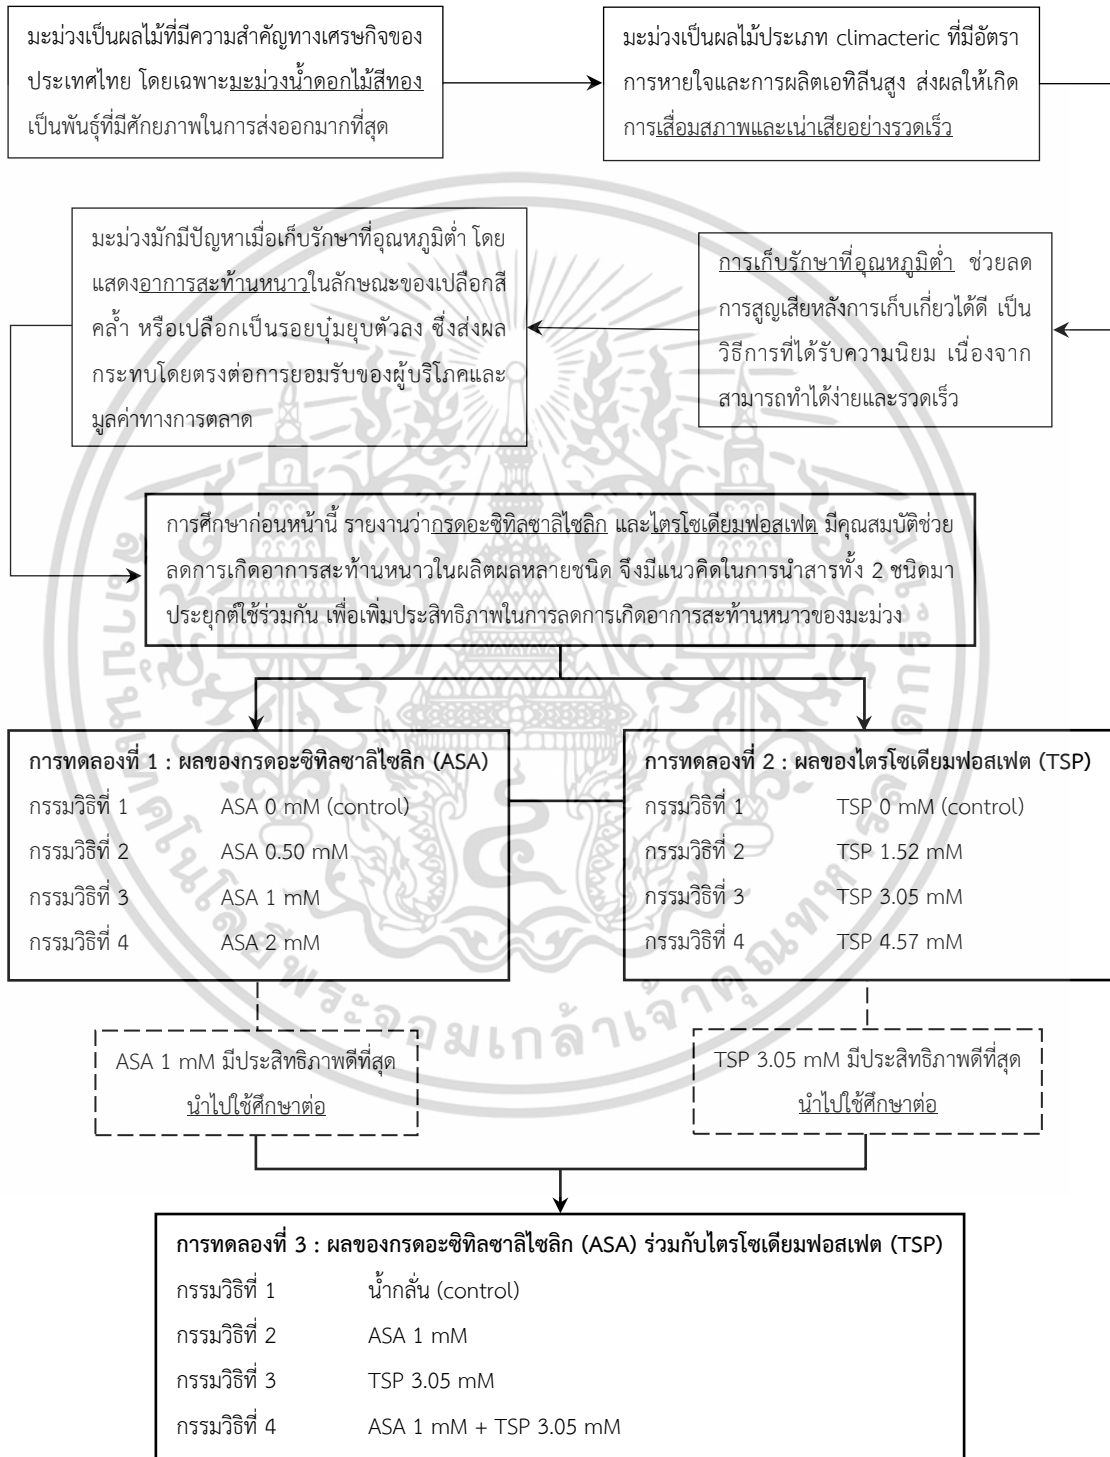 มะม่วงเป็นผลไม้ที่มีความสำคัญทางเศรษฐกิจของ
ประเทศไทย โดยเฉพาะมะม่วงน้ำดอกไม้สีทอง
เป็นพันธุ์ที่มีศักยภาพในการส่งออกมากที่สุด
มะม่วงเป็นผลไม้ประเภท climacteric ที่มีอัตรา
การหายใจและการผลิตเอทิลีนสูง ส่งผลให้เกิด
การเสื่อมสภาพและเน่าเสียอย่างรวดเร็ว
การเก็บรักษาที่อุณหภูมิต่ำ ช่วยลด
การสูญเสียหลังการเก็บเกี่ยวได้ดี เป็น
วิธีการที่ได้รับความนิยม เนื่องจาก
สามารถทำได้ง่ายและรวดเร็ว
มะม่วงมักมีปัญหาเมื่อเก็บรักษาที่อุณหภูมิต่ำ โดย
แสดงอาการสะท้านหนาวในลักษณะของเปลือกสี
คล้ำ หรือเปลือกเป็นรอยบุ๋มยุบตัวลง ซึ่งส่งผล
กระทบโดยตรงต่อการยอมรับของผู้บริโภคและ
มูลค่าทางการตลาด
การศึกษาก่อนหน้านี้ รายงานว่ากรดอะซิทิลซาลิไซลิก และไตรโซเดียมฟอสเฟต มีคุณสมบัติช่วย
ลดการเกิดอาการสะท้านหนาวในผลิตผลหลายชนิด จึงมีแนวคิดในการนำสารทั้ง 2 ชนิดมา
ประยุกต์ใช้ร่วมกัน เพื่อเพิ่มประสิทธิภาพในการลดการเกิดอาการสะท้านหนาวของมะม่วง
การทดลองที่ 1 : ผลของกรดอะซิทิลซาลิไซลิก (ASA)
กรรมวิธีที่ 1 ASA 0 mM (control)
กรรมวิธีที่ 2 ASA 0.50 mM
กรรมวิธีที่ 3 ASA 1 mM
กรรมวิธีที่ 4 ASA 2 mM
การทดลองที่ 2 : ผลของไตรโซเดียมฟอสเฟต (TSP)
กรรมวิธีที่ 1 TSP 0 mM (control)
กรรมวิธีที่ 2 TSP 1.52 mM
กรรมวิธีที่ 3 TSP 3.05 mM
กรรมวิธีที่ 4 TSP 4.57 mM
ASA 1 mM มีประสิทธิภาพดีที่สุด
นำไปใช้ศึกษาต่อ
TSP 3.05 mM มีประสิทธิภาพดีที่สุด
นำไปใช้ศึกษาต่อ
การทดลองที่ 3 : ผลของกรดอะซิทิลซาลิไซลิก (ASA) ร่วมกับไตรโซเดียมฟอสเฟต (TSP)
กรรมวิธีที่ 1 น้ำกลั่น (control)
กรรมวิธีที่ 2 ASA 1 mM
กรรมวิธีที่ 3 TSP 3.05 mM
กรรมวิธีที่ 4 ASA 1 mM + TSP 3.05 mM
สถาบันเทคโนโลยีพระจอมเกล้าเจ้าคุณทหารลาดกระบัง